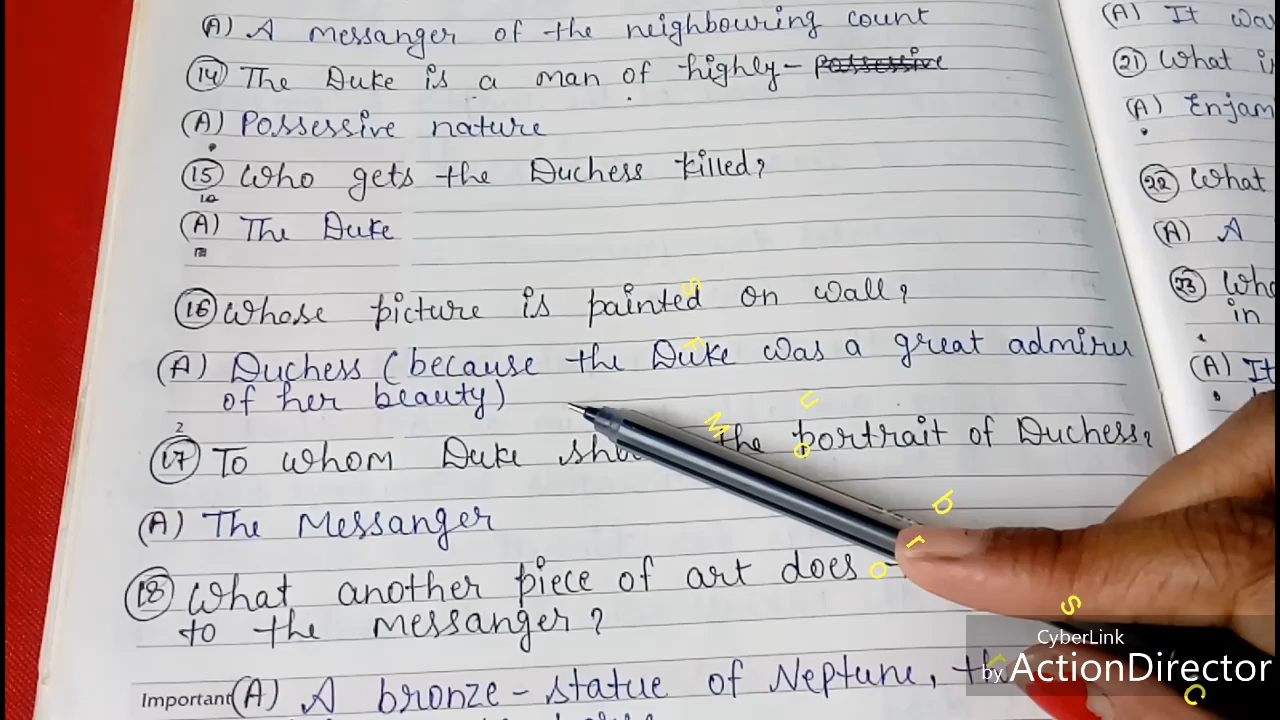 (A) A messanger of the neighbouring count
(14) The Duke is a man of highly-
(A) Possessive nature
(15) Who gets the Duchess killed?
(A) The Duke
(16) Whose picture is painted on wall?
(A) Duchess (because the Duke was a great admirer
of her beauty)
(17) To whom Duke the portrait of Duchess?
(A) The Messanger
(18) What another piece of art does
to the messanger?
Important (A) A bronze-statue of Neptune,
(A) It was
(21) What
(A) Enjam
(22) What
(A) A
(23)
in
(A) It
CyberLink
by ActionDirector